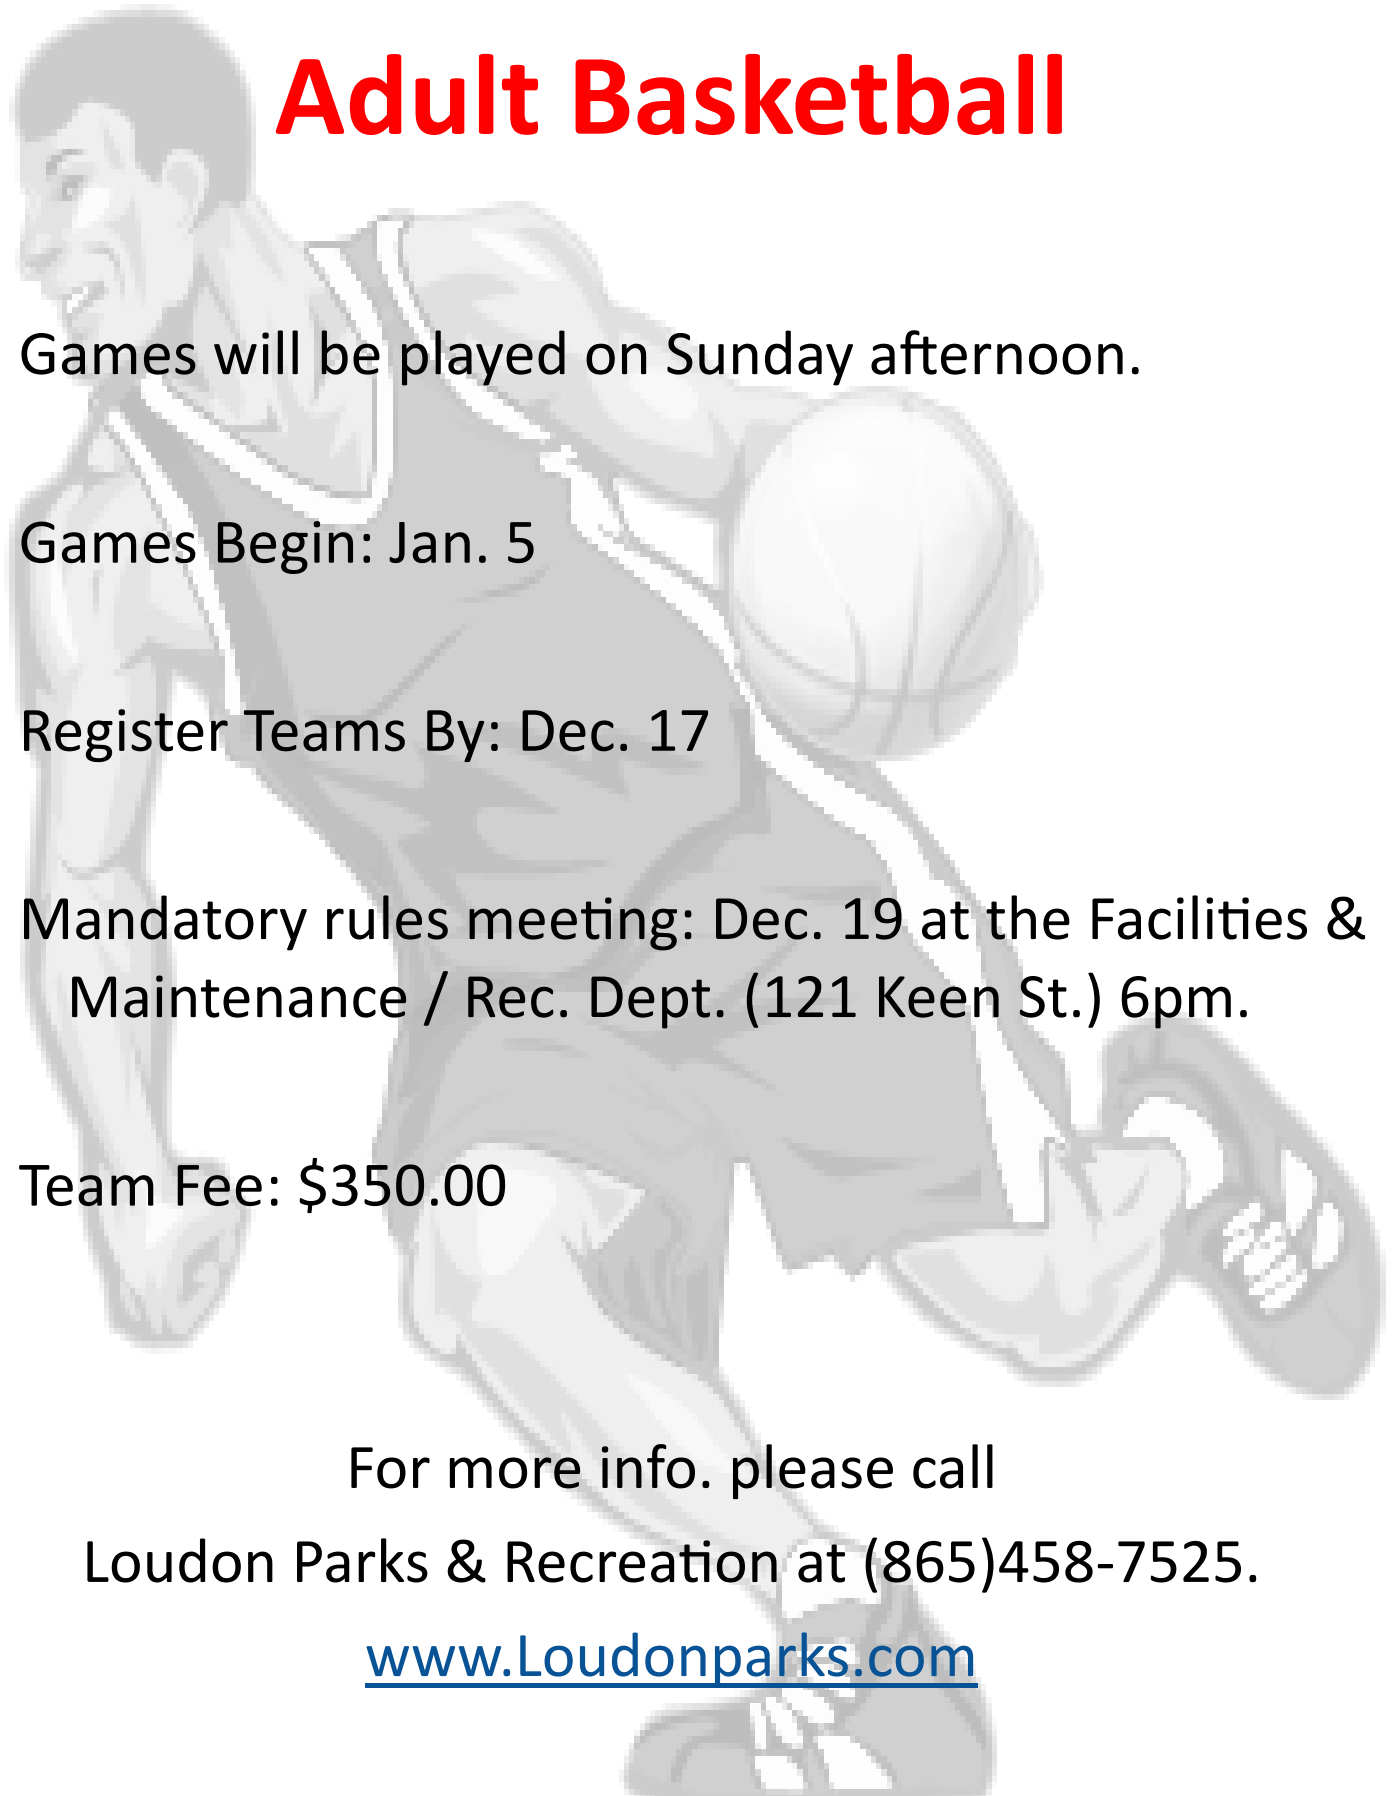 Adult Basketball
Games will be played on Sunday afternoon.
Games Begin: Jan. 5
Register Teams By: Dec. 17
Mandatory rules meeting: Dec. 19 at the Facilities &
Maintenance / Rec. Dept. (121 Keen St.) 6pm.
Team Fee: $350.00
For more info. please call
Loudon Parks & Recreation at (865)458-7525.
www.Loudonparks.com